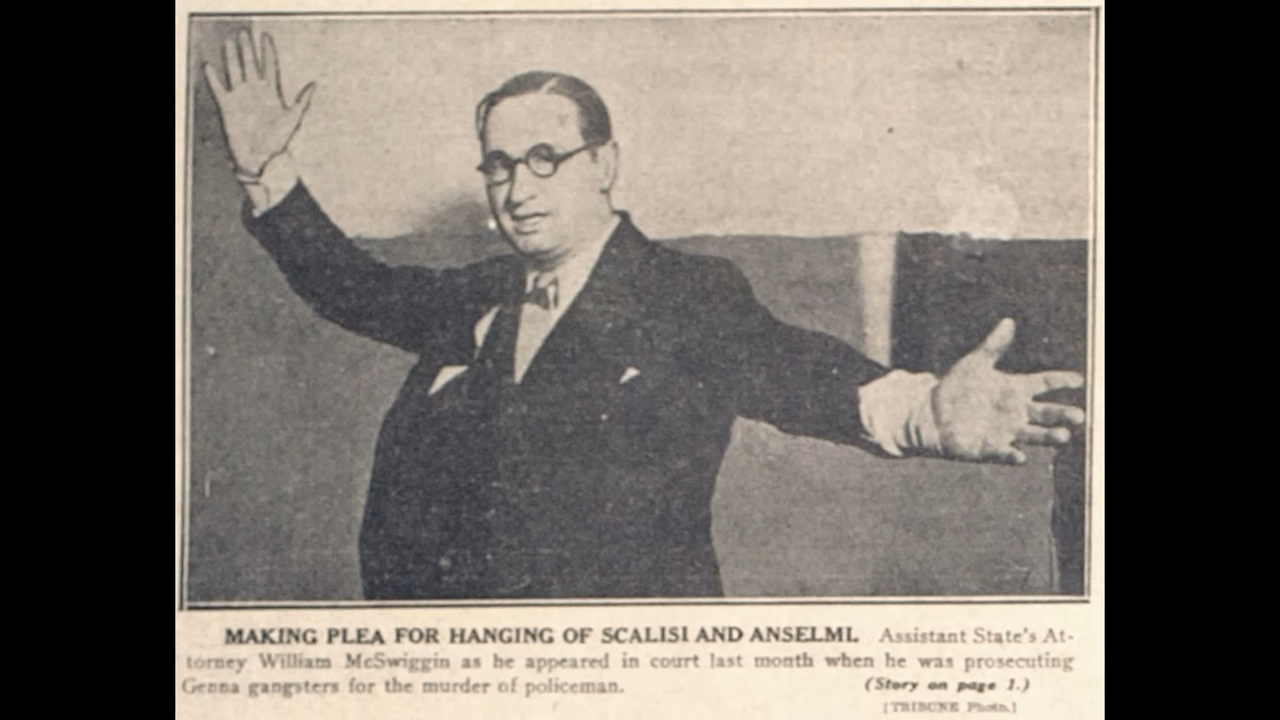 MAKING PLEA FOR HANGING OF SCALISI AND ANSELMI. Assistant State's At-
torney William McSwiggin as he appeared in court last month when he was prosecuting
Genna gangsters for the murder of policeman. (Story on page 1.)
[TRIBUNE Photo.]